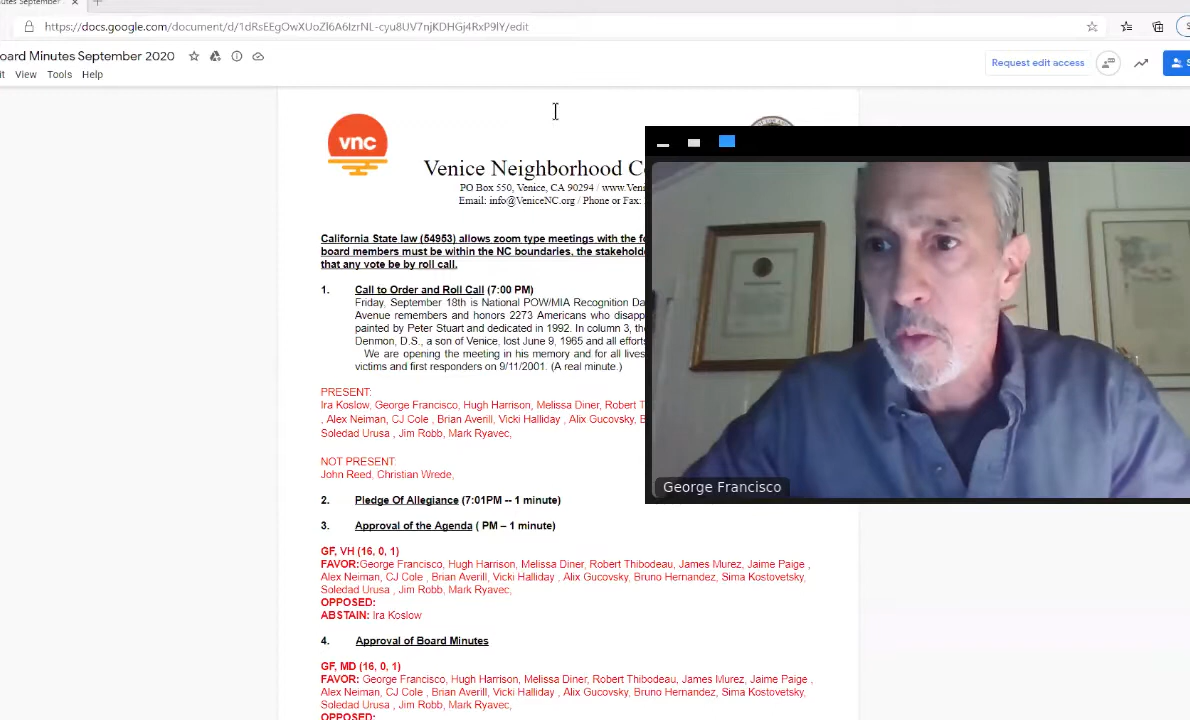 https://docs.google.com/document/d/1dRsEEgOwXUoZl6A6IzrNL-cyu8UV7njKDHGj4RxP9lY/edit
Board Minutes September 2020
View Tools Help
Request edit access
vnc
Venice Neighborhood
PO Box 550, Venice, CA 90294 /
Email: info@VeniceNC.org / Phone or Fax:
California State law (54953) allows zoom type meetings with the
board members must be within the NC boundaries, the
that any vote be by roll call.
1. Call to Order and Roll Call (7:00 PM)
Friday, September 18th is National POW/MIA Recognition
Avenue remembers and honors 2273 Americans who
painted by Peter Stuart and dedicated in 1992. In column 3,
Denmon, D.S., a son of Venice, lost June 9, 1965 and all
We are opening the meeting in his memory and for all
victims and first responders on 9/11/2001. (A real minute.)
PRESENT:
Ira Koslow, George Francisco, Hugh Harrison, Melissa Diner, Robert
, Alex Neiman, CJ Cole , Brian Averill, Vicki Halliday , Alix Gucovsky,
Soledad Urusa , Jim Robb, Mark Ryavec,
NOT PRESENT:
John Reed, Christian Wrede,
2. Pledge Of Allegiance (7:01PM -- 1 minute)
3. Approval of the Agenda ( PM – 1 minute)
GF, VH (16, 0, 1)
FAVOR:George Francisco, Hugh Harrison, Melissa Diner, Robert Thibodeau, James Murez, Jaime Paige ,
Alex Neiman, CJ Cole , Brian Averill, Vicki Halliday , Alix Gucovsky, Bruno Hernandez, Sima Kostovetsky,
Soledad Urusa , Jim Robb, Mark Ryavec,
OPPOSED:
ABSTAIN: Ira Koslow
4. Approval of Board Minutes
GF, MD (16, 0, 1)
FAVOR: George Francisco, Hugh Harrison, Melissa Diner, Robert Thibodeau, James Murez, Jaime Paige ,
Alex Neiman, CJ Cole , Brian Averill, Vicki Halliday , Alix Gucovsky, Bruno Hernandez, Sima Kostovetsky,
Soledad Urusa , Jim Robb, Mark Ryavec,
OPPOSED:
George Francisco